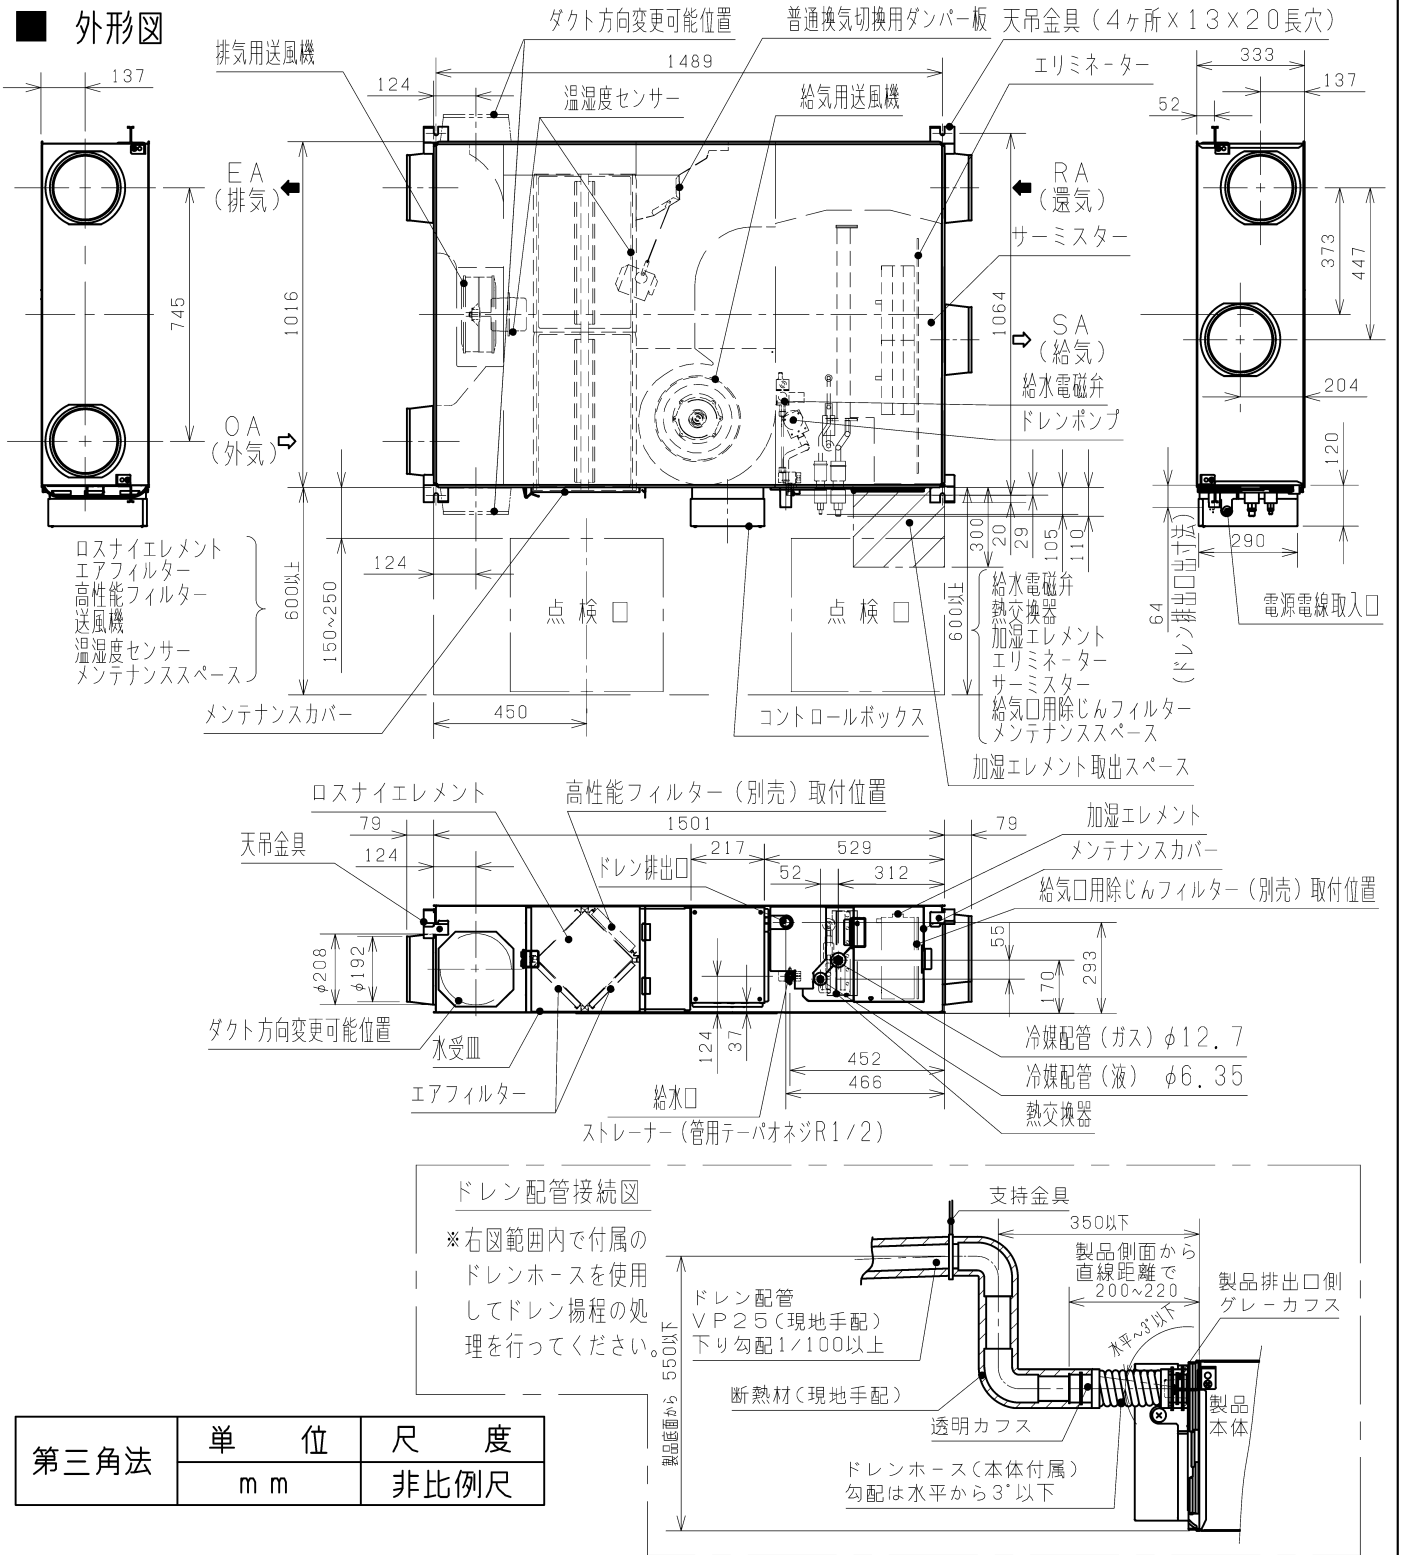 ■ 外形図
ダクト方向変更可能位置
普通換気切換用ダンパー板
天吊金具（4ヶ所×13×20長穴）
排気用送風機
1489
エリミネーター
333
137
137
124
温湿度センサー
給気用送風機
52
EA
（排気）
RA
（還気）
サーミスター
745
1016
1064
373
447
SA
（給気）
給水電磁弁
ドレンポンプ
204
OA
（外気）
120
ロスナイエレメント
エアフィルター
高性能フィルター
送風機
温湿度センサー
メンテナンススペース
600以上
150~250
124
点検口
点検口
300
20
29
105
110
600以上
給水電磁弁
熱交換器
加湿エレメント
エリミネーター
サーミスター
給気口用除じんフィルター
メンテナンススペース
64
（ドレン排出口出寸法）
290
電源電線取入口
メンテナンスカバー
450
コントロールボックス
加湿エレメント取出スペース
ロスナイエレメント
高性能フィルター（別売）取付位置
加湿エレメント
79
1501
79
天吊金具
124
217
529
メンテナンスカバー
ドレン排出口
52
312
給気口用除じんフィルター（別売）取付位置
φ208
φ192
55
170
293
ダクト方向変更可能位置
水受皿
124
37
冷媒配管（ガス）φ12.7
452
冷媒配管（液） φ6.35
466
エアフィルター
給水口
熱交換器
ストレーナー（管用テーパオネジR1/2）
ドレン配管接続図
※右図範囲内で付属の
ドレンホースを使用
してドレン揚程の処
理を行ってください。
支持金具
350以下
製品側面から
直線距離で
200~220
製品排出口側
グレーカフス
水平~3°以下
ドレン配管
VP25（現地手配）
下り勾配1/100以上
製品底面から 550以下
断熱材（現地手配）
透明カフス
製品
本体
ドレンホース（本体付属）
勾配は水平から3°以下
第三角法
単 位
尺 度
mm
非比例尺